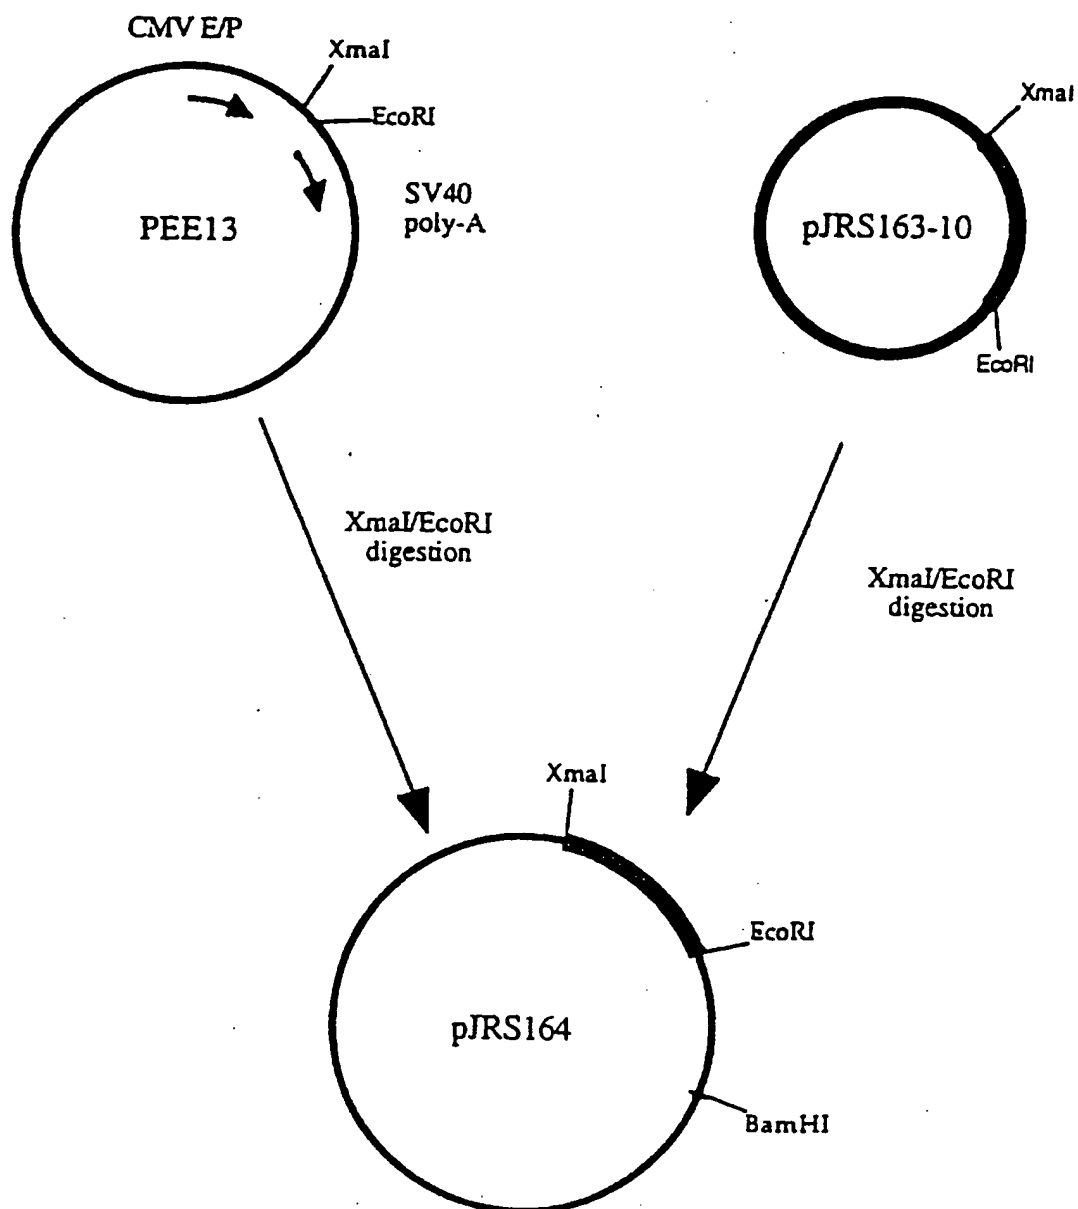 CMV E/P
XmaI
EcoRI
SV40
poly-A
PEE13
XmaI
pJRS163-10
EcoRI
XmaI/EcoRI
digestion
XmaI/EcoRI
digestion
XmaI
EcoRI
pJRS164
BamHI